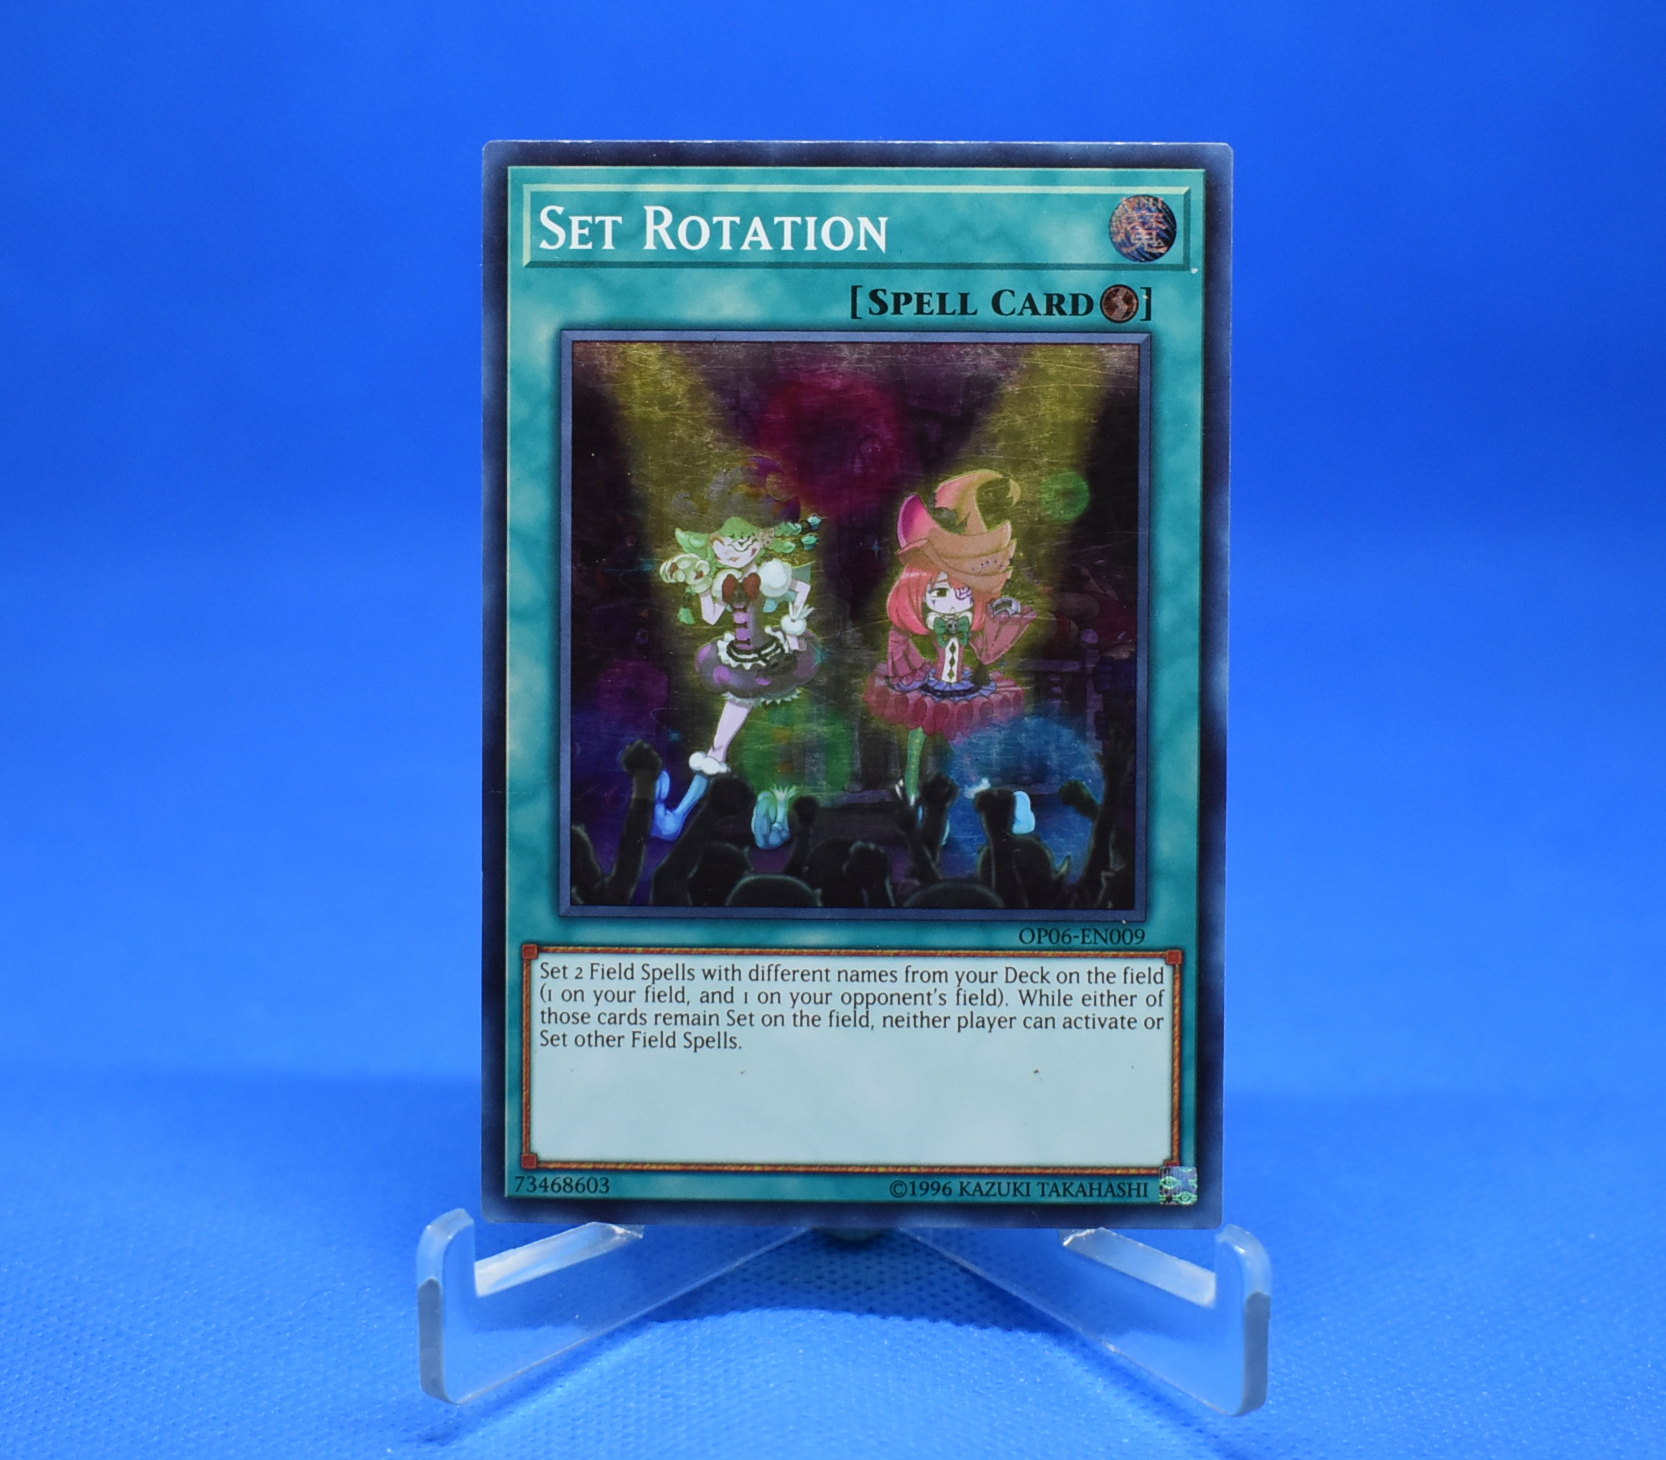 SET ROTATION
[SPELL CARD]
OP06-EN009
Set 2 Field Spells with different names from your Deck on the field
(1 on your field, and 1 on your opponent's field). While either of
those cards remain Set on the field, neither player can activate or
Set other Field Spells.
73468603
©1996 KAZUKI TAKAHASHI